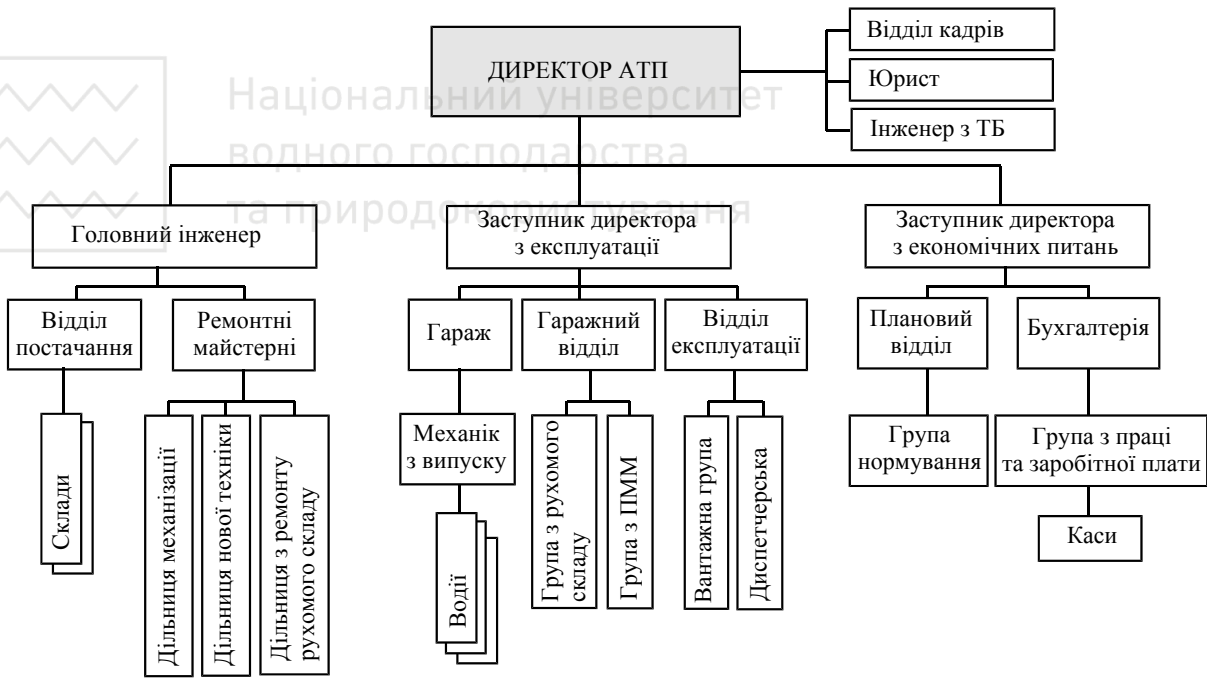 ДИРЕКТОР АТП
Відділ кадрів
Юрист
Інженер з ТБ
Національний університет
водного господарства
та природокористування
Головний інженер
Заступник директора
з експлуатації
Заступник директора
з економічних питань
Відділ
постачання
Ремонтні
майстерні
Гараж
Гаражний
відділ
Відділ
експлуатації
Плановий
відділ
Бухгалтерія
Склади
Дільниця механізації
Дільниця нової техніки
Дільниця з ремонту
рухомого складу
Механік
з випуску
Водії
Група з рухомого
складу
Група з ПММ
Вантажна група
Диспетчерська
Група
нормування
Група з праці
та заробітної плати
Каси